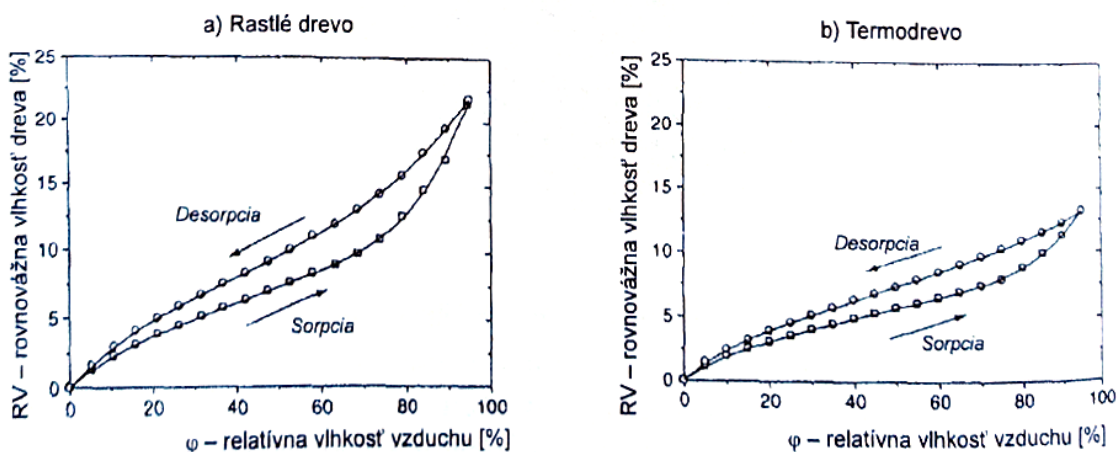 a) Rastlé drevo
RV – rovnovážna vlhkosť dreva [%]
25
20
15
10
5
0
Desorpcia
Sorpcia
0 20 40 60 80 100
φ – relatívna vlhkosť vzduchu [%]
b) Termodrevo
RV – rovnovážna vlhkosť dreva [%]
25
20
15
10
5
0
Desorpcia
Sorpcia
0 20 40 60 80 100
φ – relatívna vlhkosť vzduchu [%]